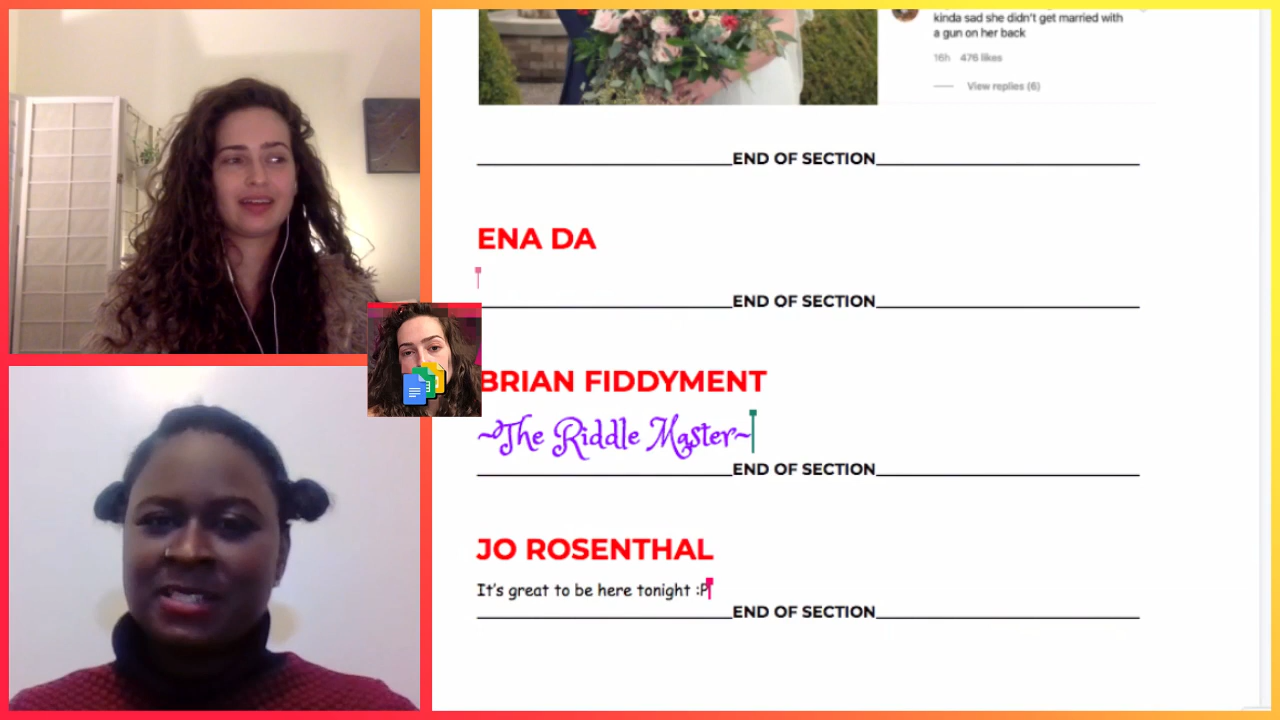 kinda sad she didn't get married with
a gun on her back
16h 476 likes
View replies (6)
END OF SECTION
ENA DA
END OF SECTION
BRIAN FIDDYMENT
~The Riddle Master~
END OF SECTION
JO ROSENTHAL
It's great to be here tonight :P
END OF SECTION